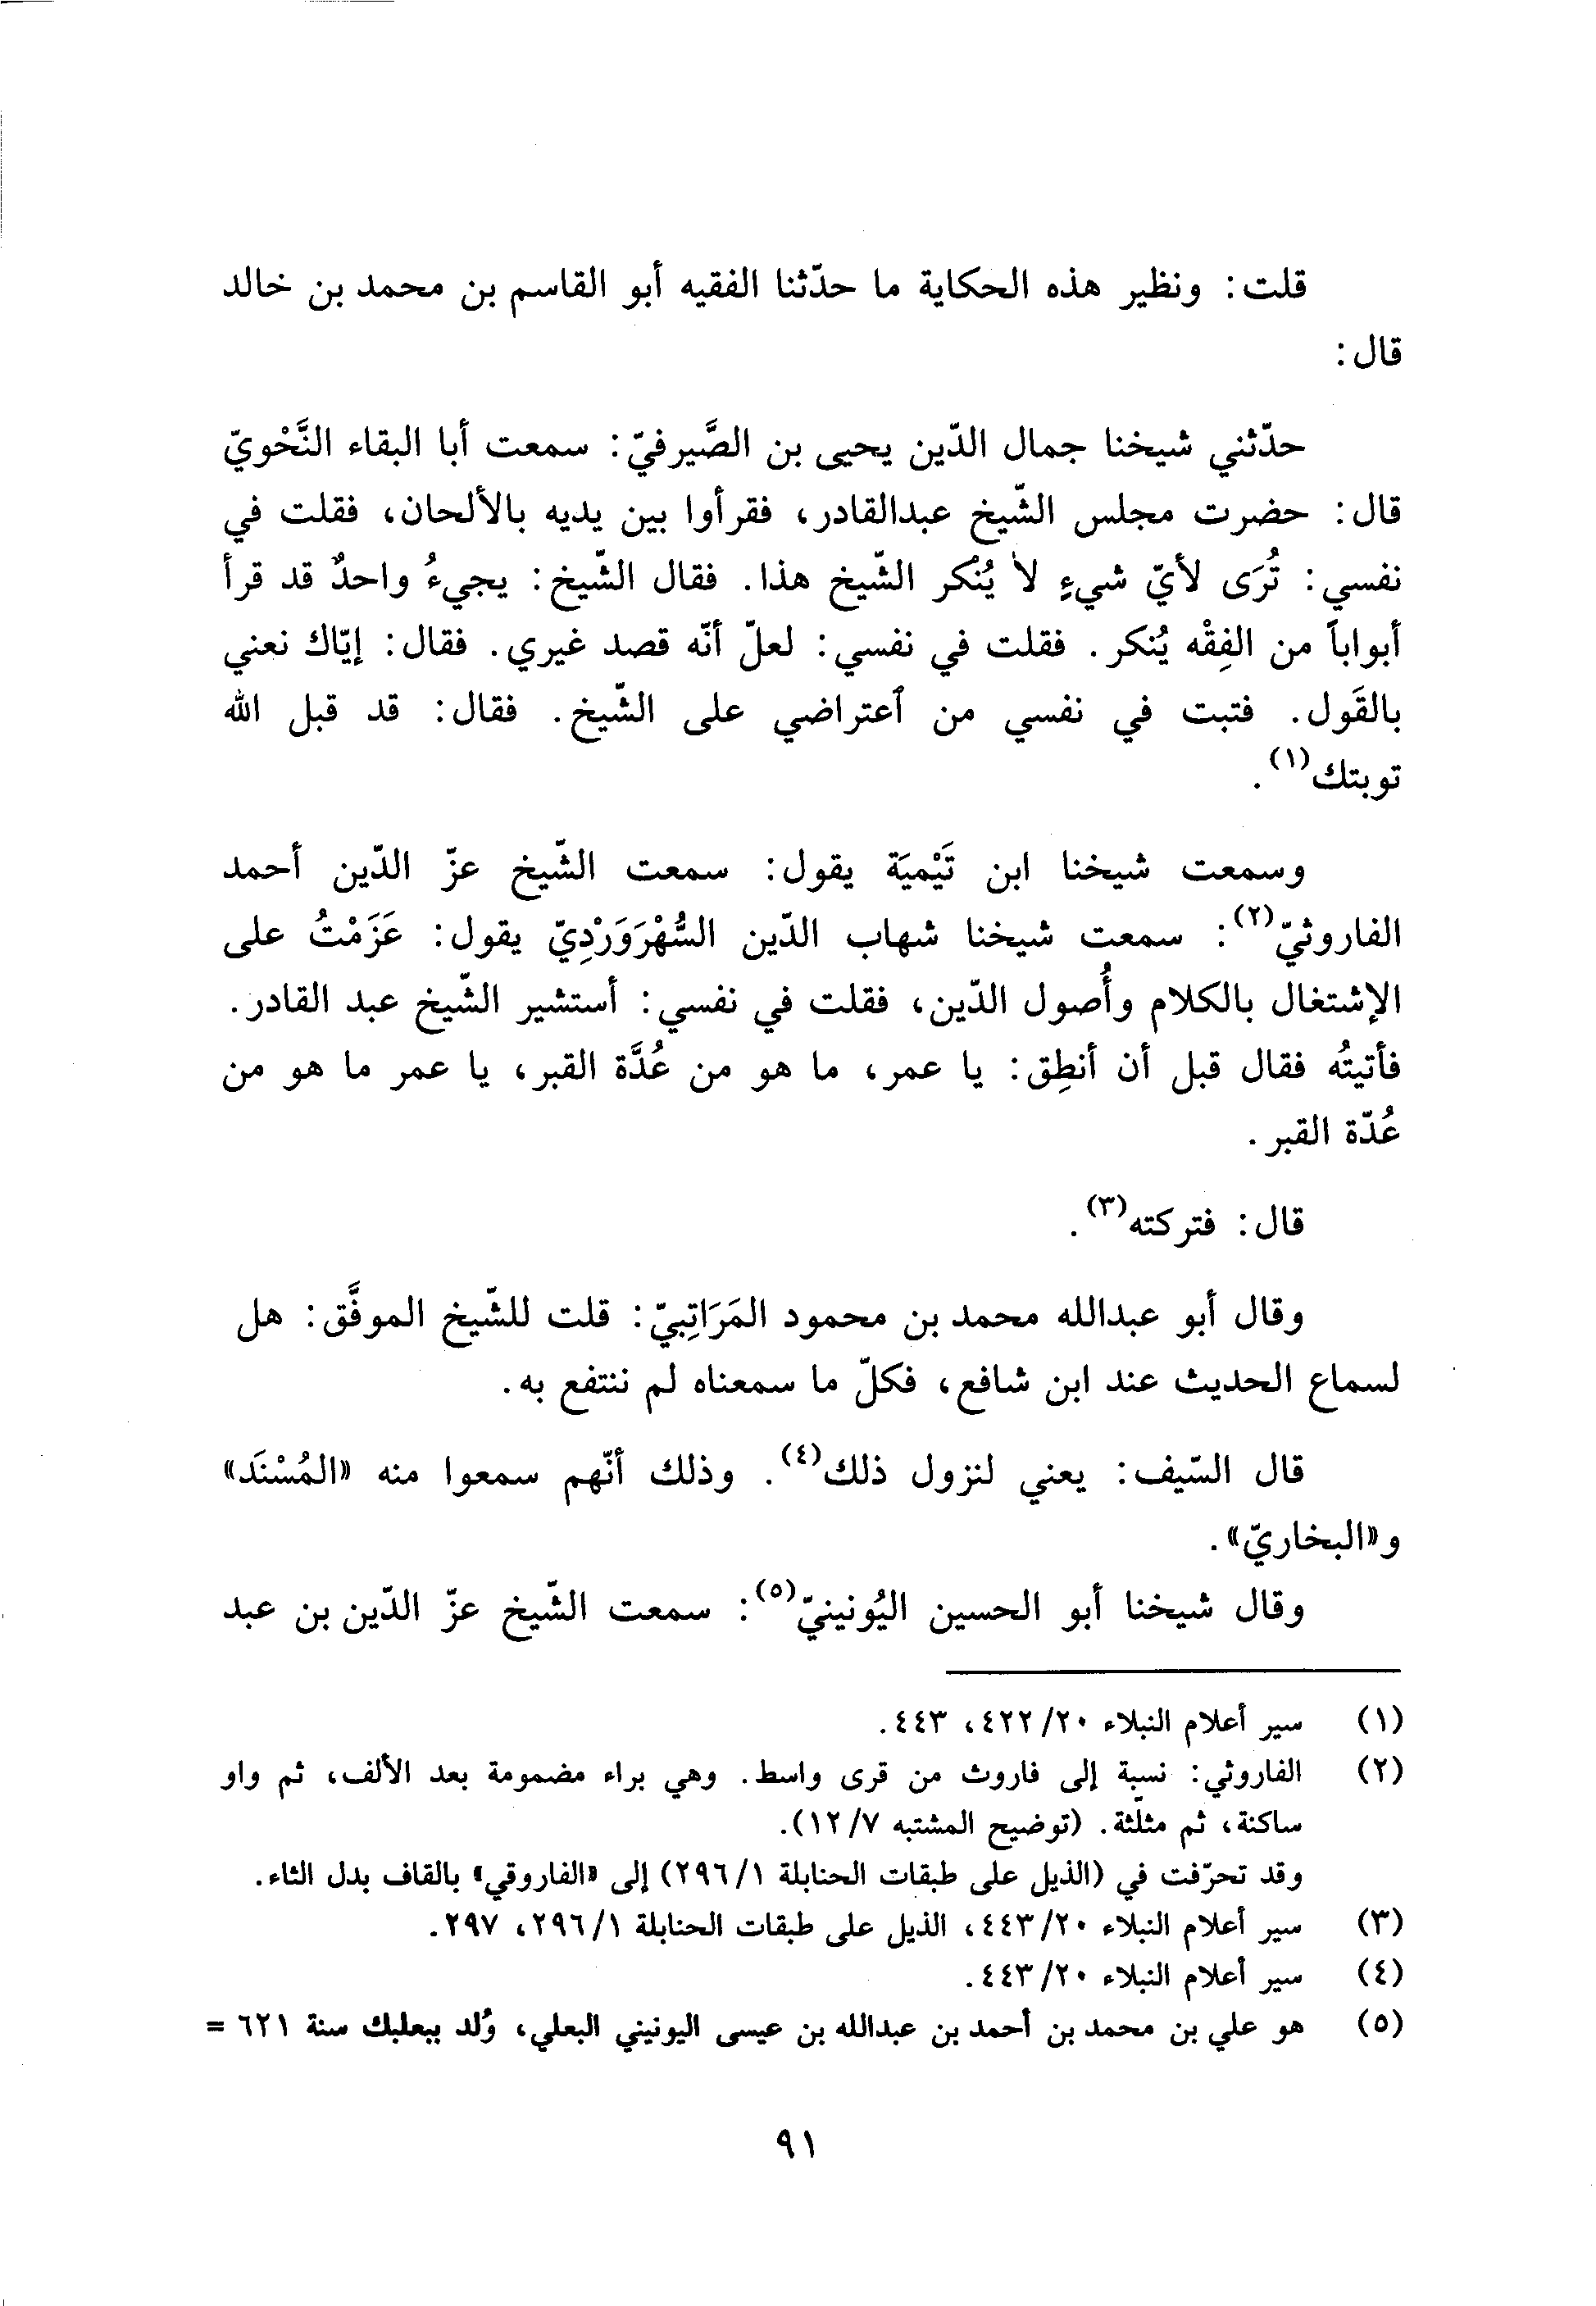 قلت: ونظير هذه الحكاية ما حدّثنا الفقيه أبو القاسم بن محمد بن خالد
قال:
حدّثني شيخنا جمال الدّين يحيى بن الصَّيرفيّ: سمعت أبا البقاء النَّحْويّ
قال: حضرت مجلس الشّيخ عبدالقادر، فقرأوا بين يديه بالألحان، فقلت في
نفسي: تُرَى لأيّ شيءٍ لا يُنْكر الشّيخ هذا. فقال الشّيخ: يجيءُ واحدٌ قد قرأ
أبواباً من الفِقْه يُنكر. فقلت في نفسي: لعلّ أنّه قصد غيري. فقال: إيّاك نعني
بالقَول. فتبت في نفسي من ٱعتراضي على الشّيخ. فقال: قد قبل الله
توبتك(١).
وسمعت شيخنا ابن تَيْميَة يقول: سمعت الشّيخ عزّ الدّين أحمد
الفاروثيّ(٢): سمعت شيخنا شهاب الدّين السُّهْرَوَرْدِيّ يقول: عَزَمْتُ على
الإشتغال بالكلام وأُصول الدّين، فقلت في نفسي: أستشير الشّيخ عبد القادر.
فأتيتُه فقال قبل أن أنطِق: يا عمر، ما هو من عُدَّة القبر، يا عمر ما هو من
عُدّة القبر.
قال: فتركته(٣).
وقال أبو عبدالله محمد بن محمود المَرَاتِبيّ: قلت للشّيخ الموفَّق: هل
لسماع الحديث عند ابن شافع، فكلّ ما سمعناه لم ننتفع به.
قال السّيف: يعني لنزول ذلك(٤). وذلك أنّهم سمعوا منه «المُسْنَد»
و«البخاريّ».
وقال شيخنا أبو الحسين اليُونينيّ(٥): سمعت الشّيخ عزّ الدّين بن عبد
(١) سير أعلام النبلاء ٢٠/٤٢٢، ٤٤٣.
(٢) الفاروثي: نسبة إلى فاروث من قرى واسط. وهي براء مضمومة بعد الألف، ثم واو
ساكنة، ثم مثلّثة. (توضيح المشتبه ٧/١٢).
وقد تحرّفت في (الذيل على طبقات الحنابلة ١/٢٩٦) إلى «الفاروقي» بالقاف بدل الثاء.
(٣) سير أعلام النبلاء ٢٠/٤٤٣، الذيل على طبقات الحنابلة ١/٢٩٦، ٢٩٧.
(٤) سير أعلام النبلاء ٢٠/٤٤٣.
(٥) هو علي بن محمد بن أحمد بن عبدالله بن عيسى اليونيني البعلي، وُلد ببعلبك سنة ٦٢١ =
٩١